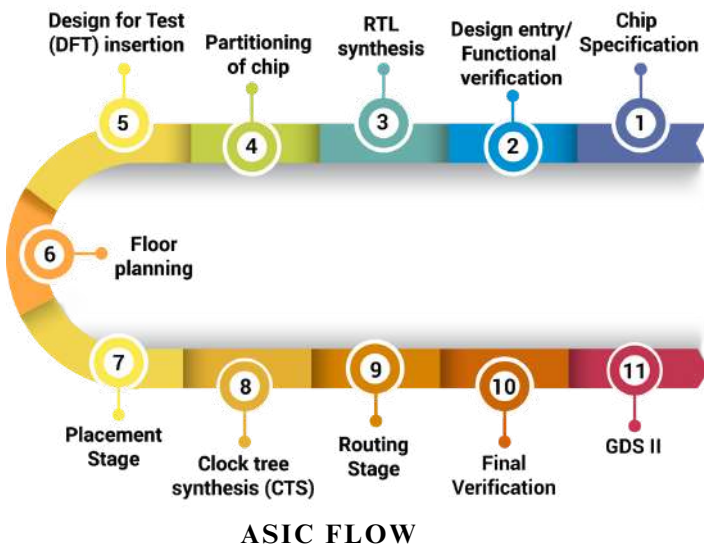 Design for Test
(DFT) insertion
5
Partitioning
of chip
4
RTL
synthesis
3
Design entry/
Functional
verification
2
Chip
Specification
1
6
Floor
planning
7
Placement
Stage
8
Clock tree
synthesis (CTS)
9
Routing
Stage
10
Final
Verification
11
GDS II
ASIC FLOW